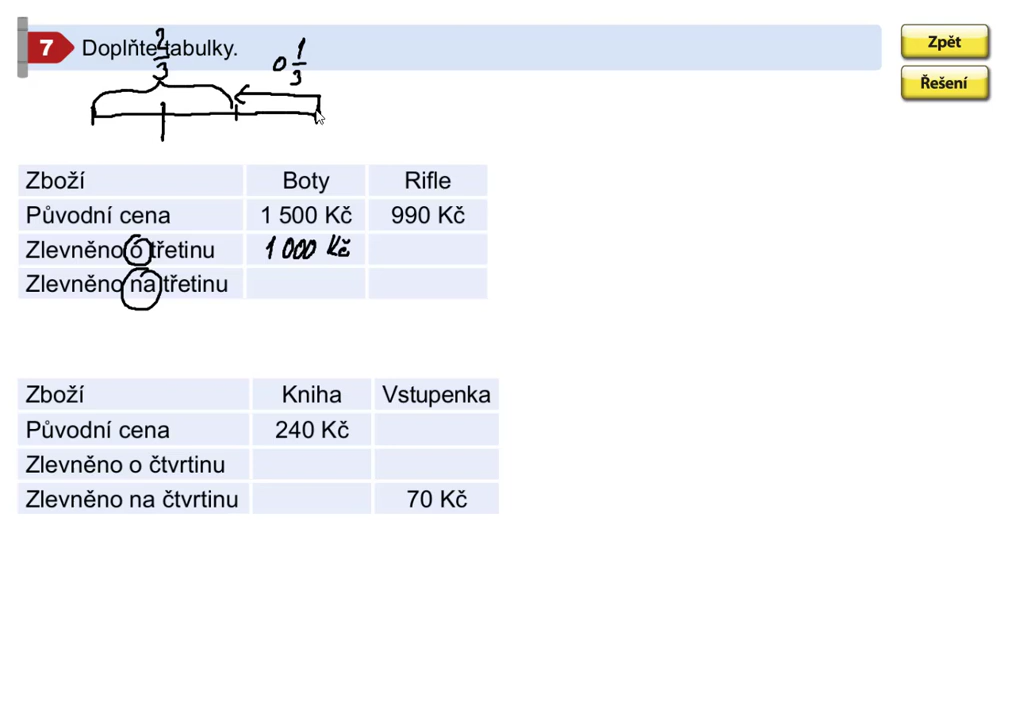 7 Doplňte tabulky.
Zpět
Řešení
2/3
o 1/3
Zboží Boty Rifle
Původní cena 1 500 Kč 990 Kč
Zlevněno o třetinu 1 000 Kč
Zlevněno na třetinu
Zboží Kniha Vstupenka
Původní cena 240 Kč
Zlevněno o čtvrtinu
Zlevněno na čtvrtinu 70 Kč